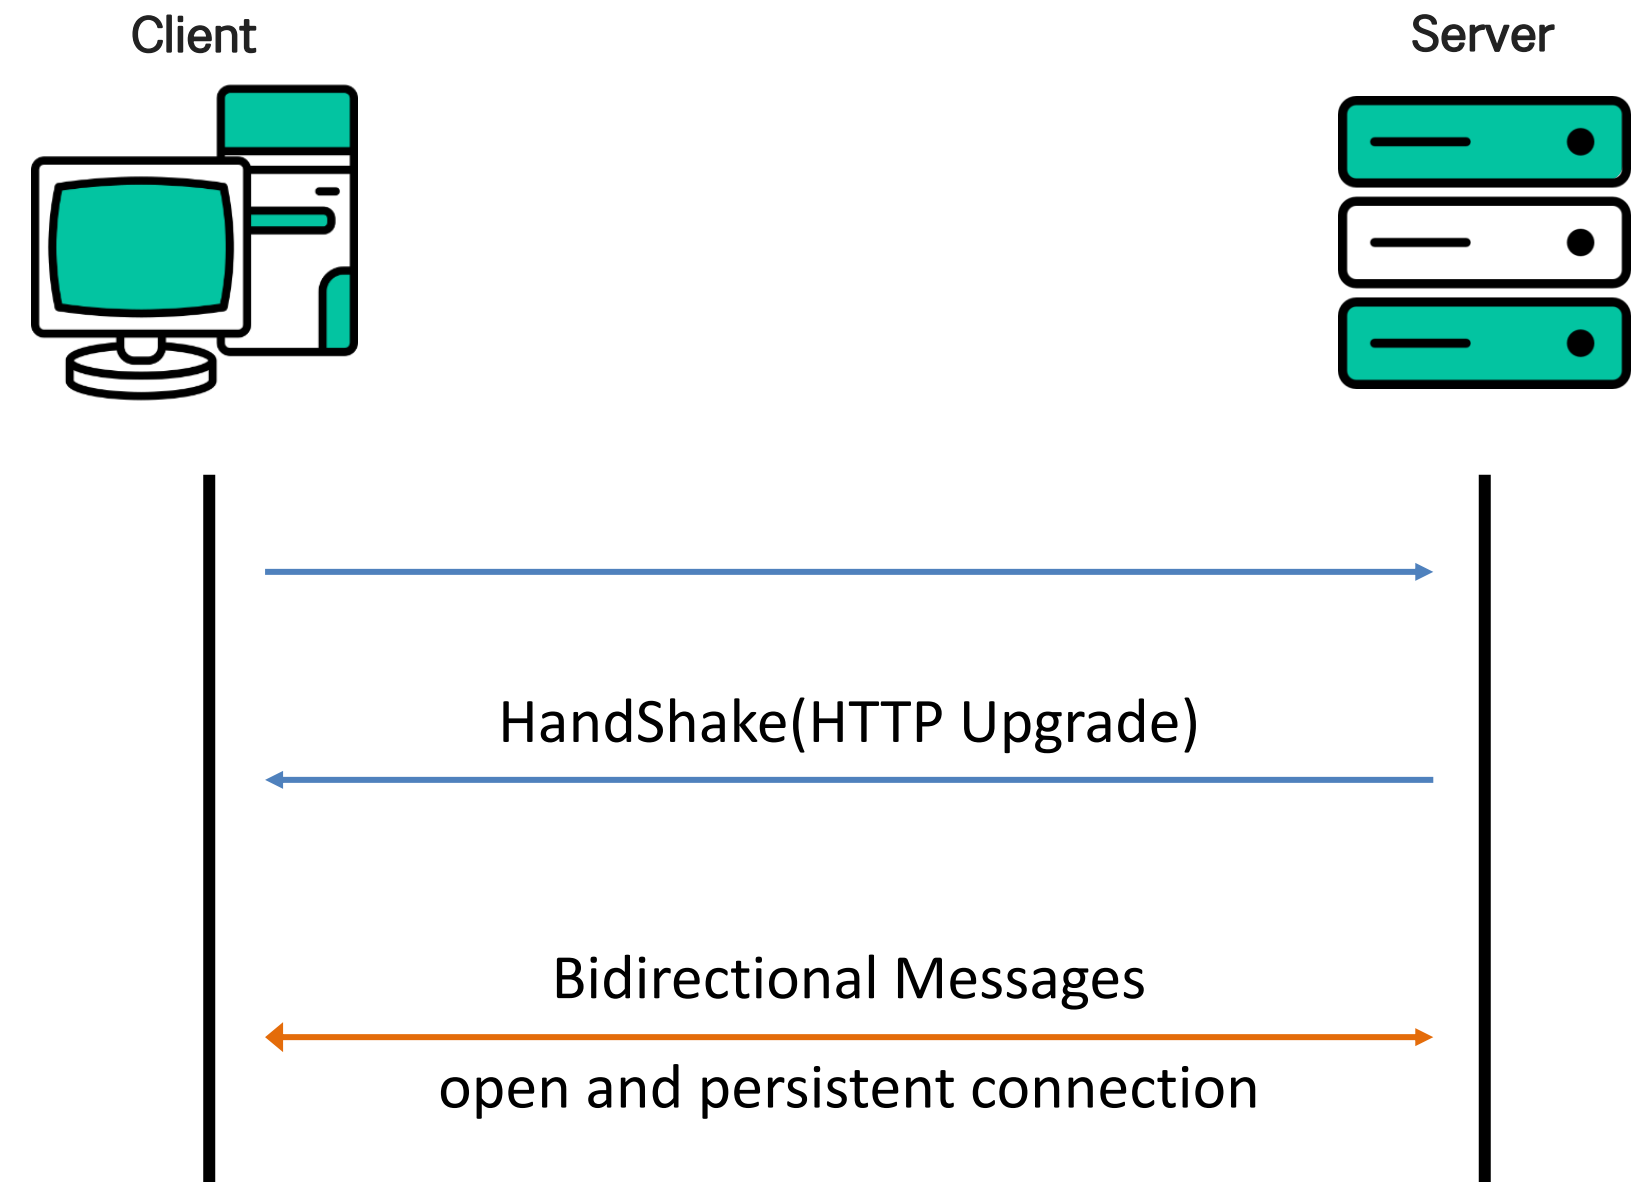 Client
Server
HandShake(HTTP Upgrade)
Bidirectional Messages
open and persistent connection